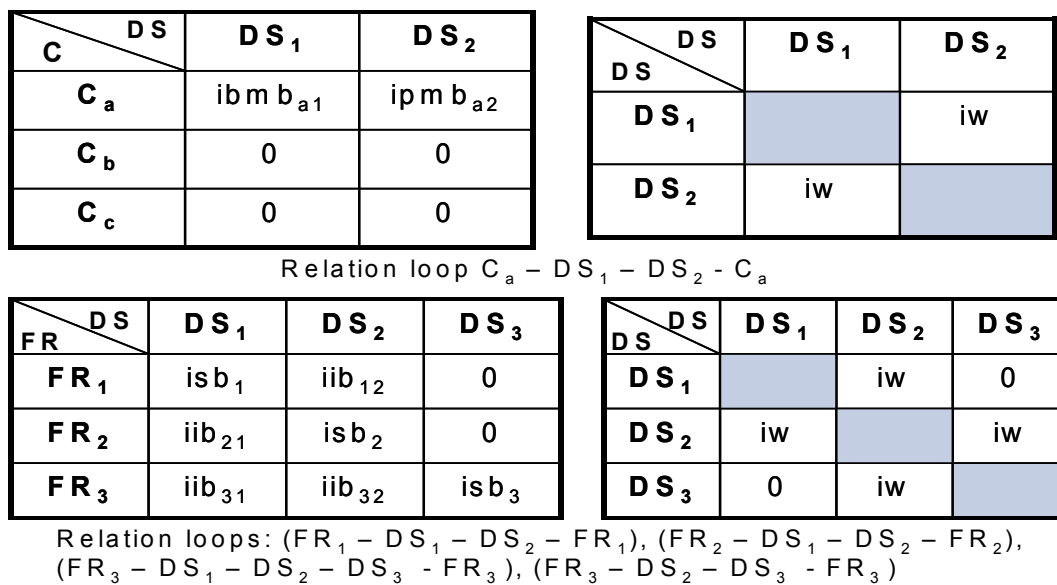 DS DS₁ DS₂
C
Cₐ ibmbₐ₁ ipmbₐ₂
C_b 0 0
C_c 0 0
DS DS₁ DS₂
DS
DS₁ iw
DS₂ iw
Relation loop Cₐ – DS₁ – DS₂ - Cₐ
DS DS₁ DS₂ DS₃
FR
FR₁ isb₁ iib₁₂ 0
FR₂ iib₂₁ isb₂ 0
FR₃ iib₃₁ iib₃₂ isb₃
DS DS₁ DS₂ DS₃
DS
DS₁ iw 0
DS₂ iw iw
DS₃ 0 iw
Relation loops: (FR₁ – DS₁ – DS₂ – FR₁), (FR₂ – DS₁ – DS₂ – FR₂),
(FR₃ – DS₁ – DS₂ – DS₃ - FR₃), (FR₃ – DS₂ – DS₃ - FR₃)